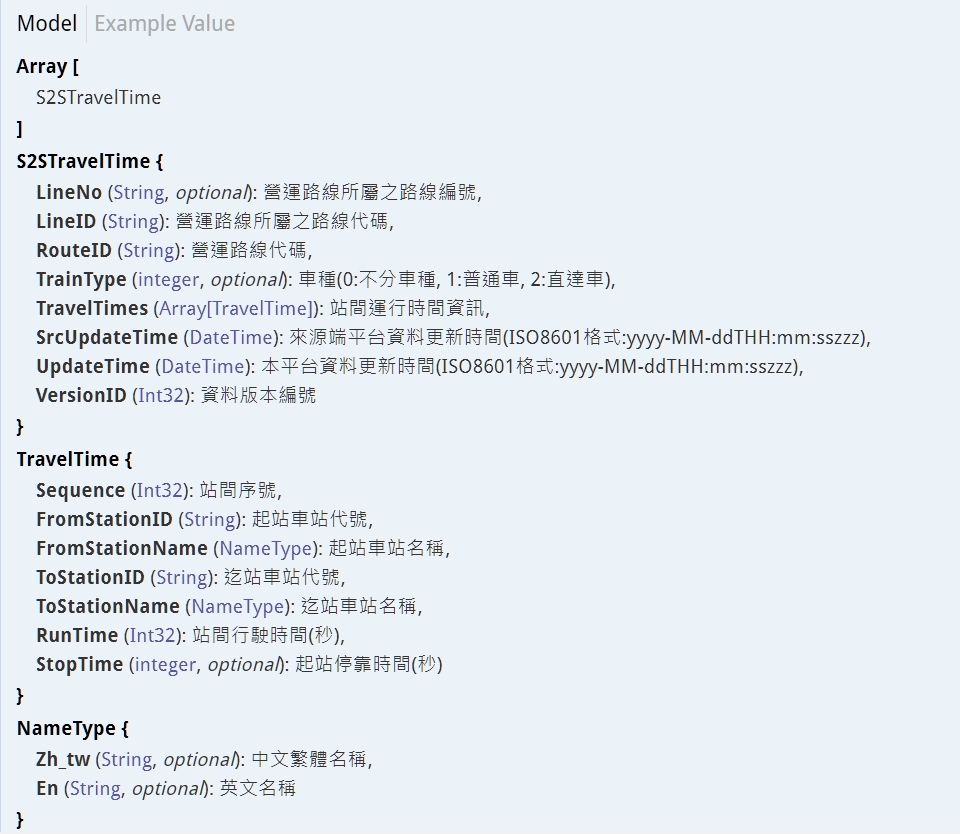 Model Example Value
Array [
S2STravelTime
]
S2STravelTime {
LineNo (String, optional): 營運路線所屬之路線編號,
LineID (String): 營運路線所屬之路線代碼,
RouteID (String): 營運路線代碼,
TrainType (integer, optional): 車種(0:不分車種, 1:普通車, 2:直達車),
TravelTimes (Array[TravelTime]): 站間運行時間資訊,
SrcUpdateTime (DateTime): 來源端平台資料更新時間(ISO8601格式:yyyy-MM-ddTHH:mm:sszzz),
UpdateTime (DateTime): 本平台資料更新時間(ISO8601格式:yyyy-MM-ddTHH:mm:sszzz),
VersionID (Int32): 資料版本編號
}
TravelTime {
Sequence (Int32): 站間序號,
FromStationID (String): 起站車站代號,
FromStationName (NameType): 起站車站名稱,
ToStationID (String): 迄站車站代號,
ToStationName (NameType): 迄站車站名稱,
RunTime (Int32): 站間行駛時間(秒),
StopTime (integer, optional): 起站停靠時間(秒)
}
NameType {
Zh_tw (String, optional): 中文繁體名稱,
En (String, optional): 英文名稱
}